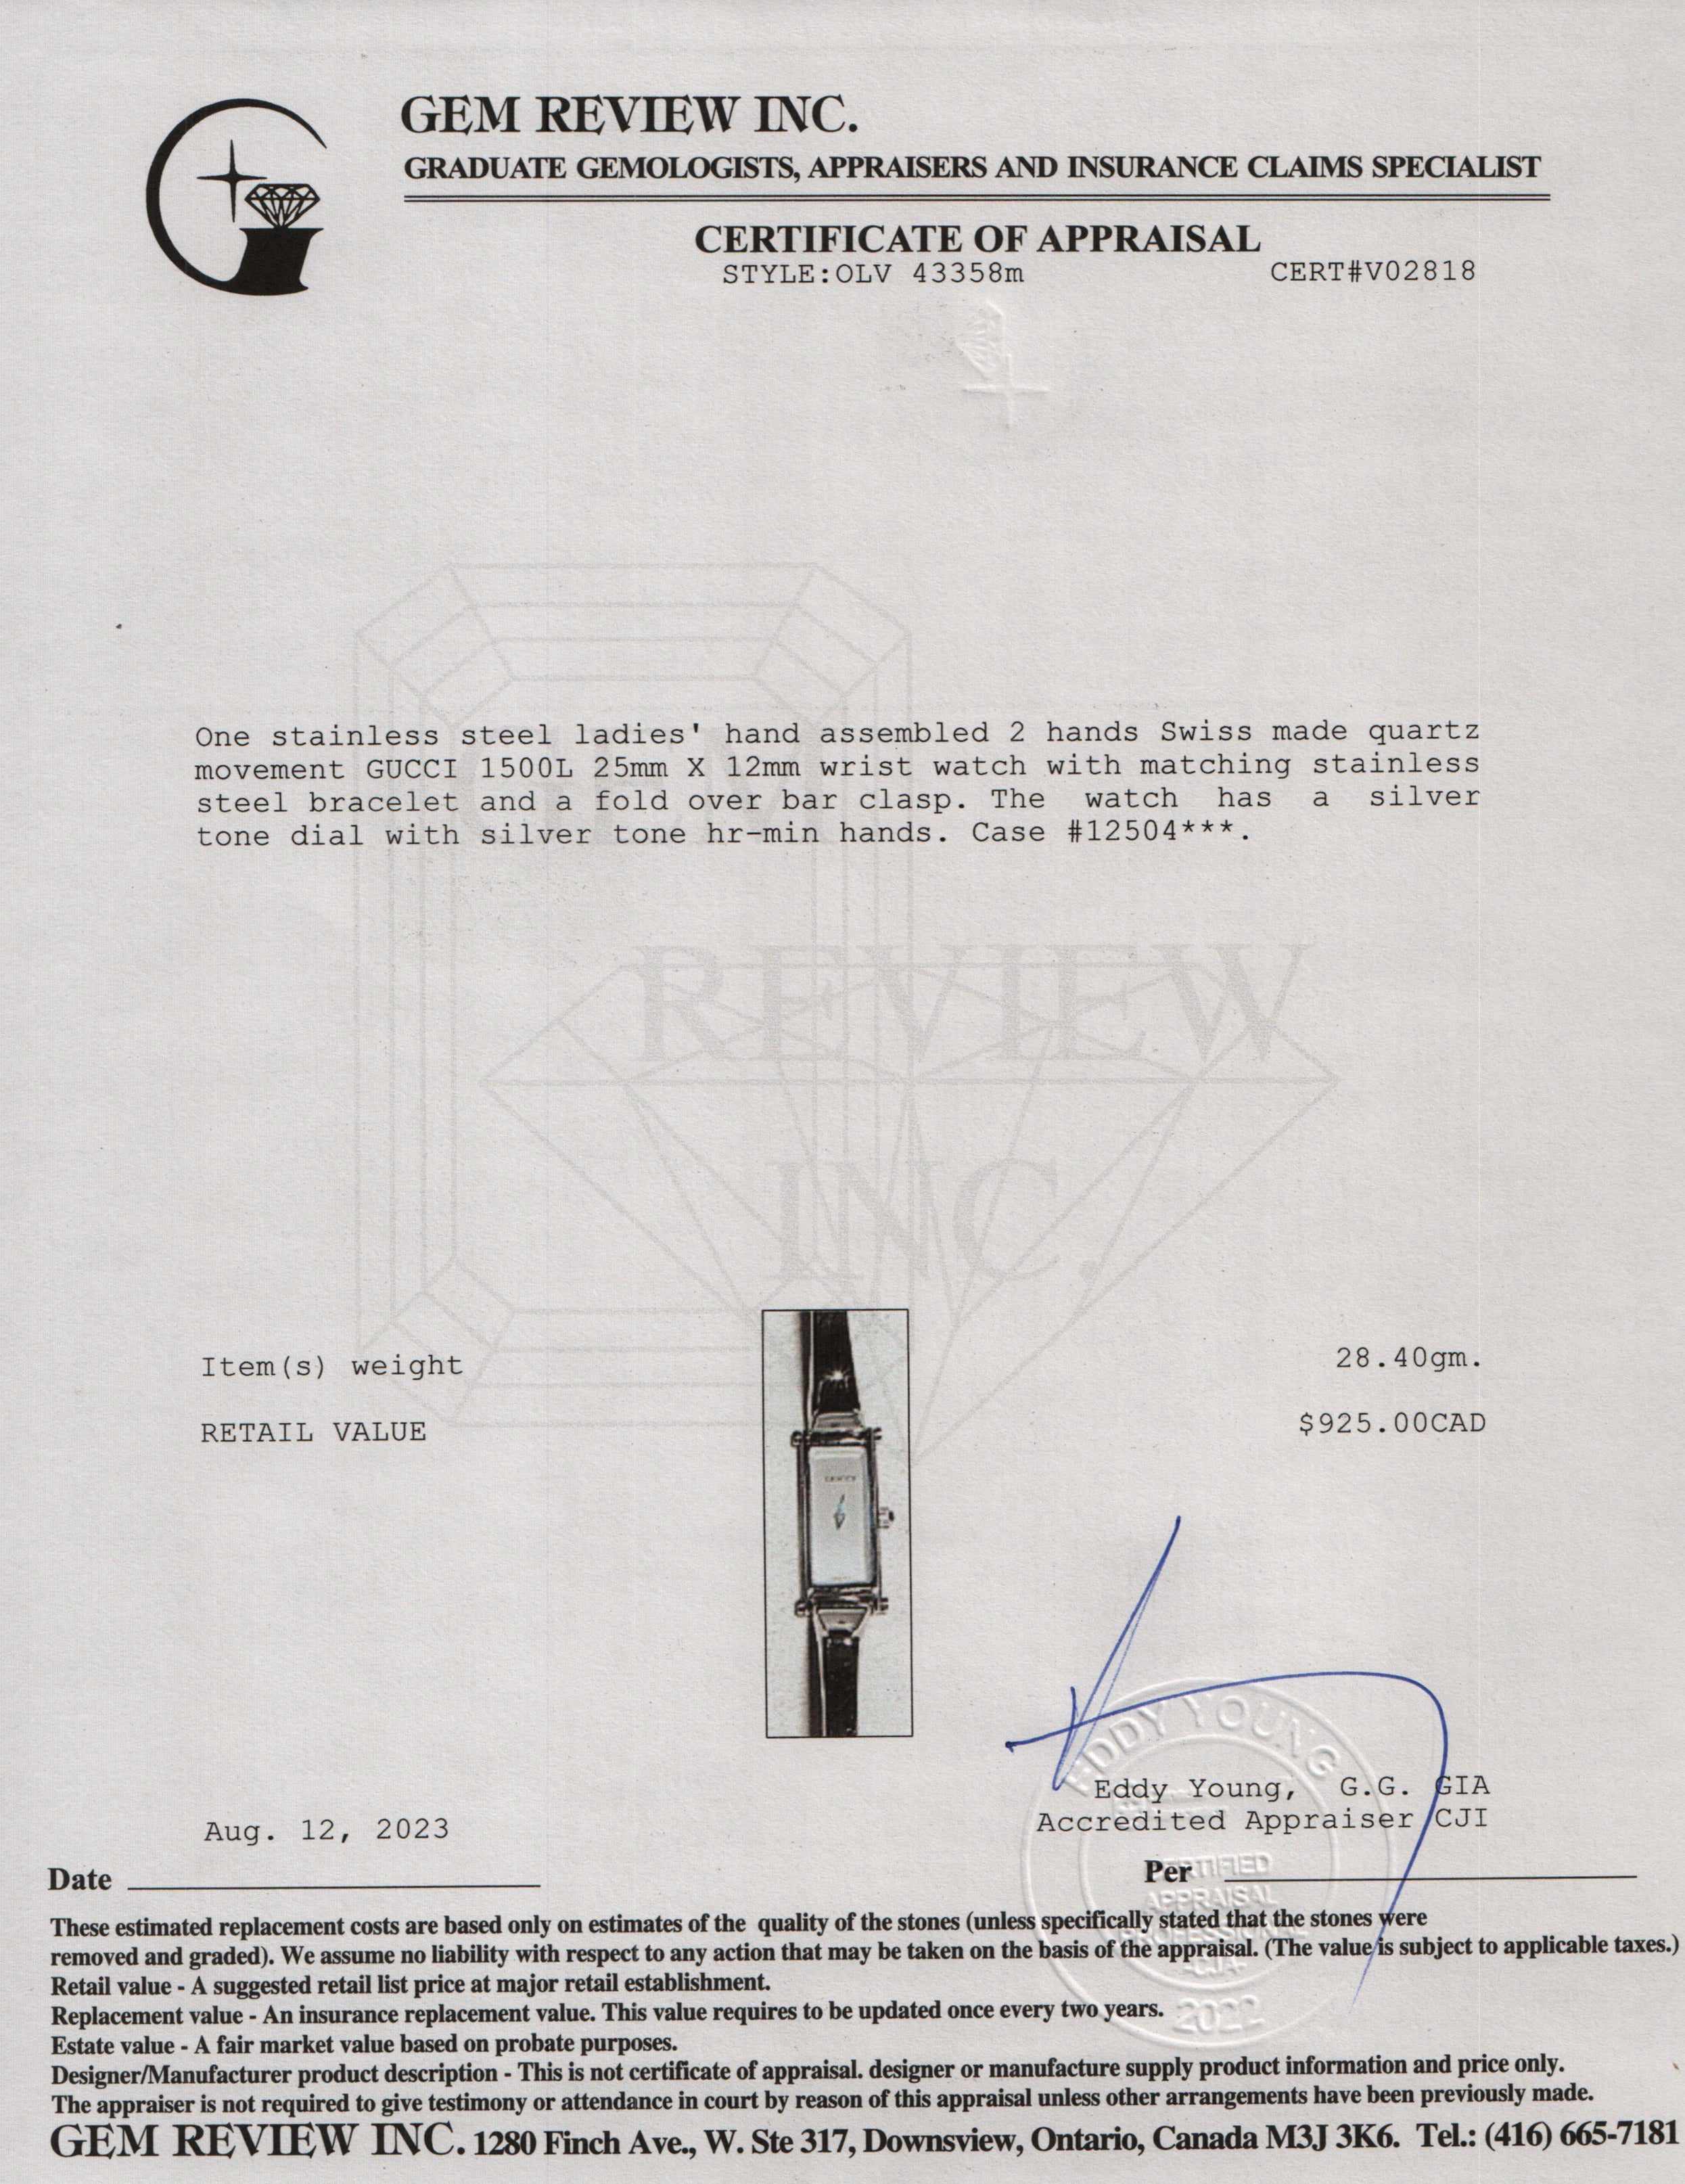 GEM REVIEW INC.
GRADUATE GEMOLOGISTS, APPRAISERS AND INSURANCE CLAIMS SPECIALIST
CERTIFICATE OF APPRAISAL
STYLE:OLV 43358m
CERT#V02818
One stainless steel ladies' hand assembled 2 hands Swiss made quartz
movement GUCCI 1500L 25mm X 12mm wrist watch with matching stainless
steel bracelet and a fold over bar clasp. The watch has a silver
tone dial with silver tone hr-min hands. Case #12504***.
REVIEW
INC.
Item(s) weight 28.40gm.
RETAIL VALUE $925.00CAD
GUCCI
EDDY YOUNG
Eddy Young, G.G. GIA
Accredited Appraiser CJI
Aug. 12, 2023
Date
Per
CERTIFIED
APPRAISAL
PROFESSIONAL
-CJA-
2022
These estimated replacement costs are based only on estimates of the quality of the stones (unless specifically stated that the stones were
removed and graded). We assume no liability with respect to any action that may be taken on the basis of the appraisal. (The value is subject to applicable taxes.)
Retail value - A suggested retail list price at major retail establishment.
Replacement value - An insurance replacement value. This value requires to be updated once every two years.
Estate value - A fair market value based on probate purposes.
Designer/Manufacturer product description - This is not certificate of appraisal. designer or manufacture supply product information and price only.
The appraiser is not required to give testimony or attendance in court by reason of this appraisal unless other arrangements have been previously made.
GEM REVIEW INC. 1280 Finch Ave., W. Ste 317, Downsview, Ontario, Canada M3J 3K6. Tel.: (416) 665-7181